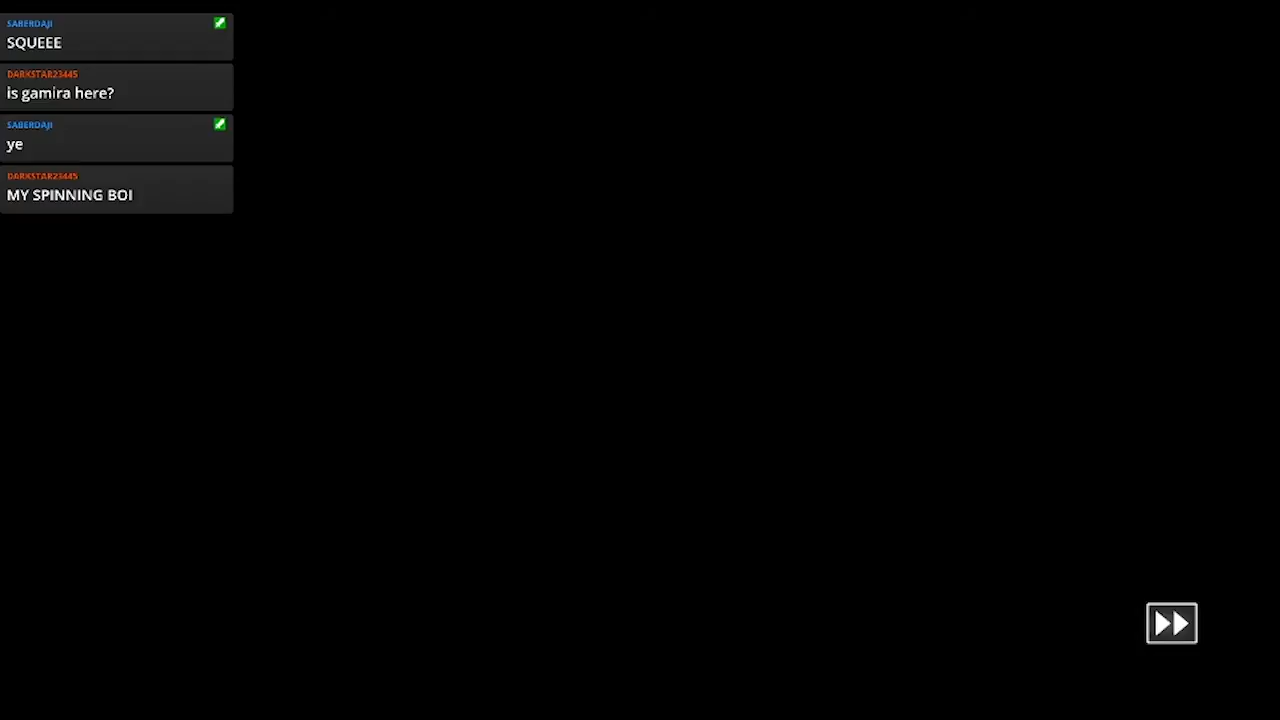 SABERDAJI
SQUEEE
DARKSTAR23445
is gamira here?
SABERDAJI
ye
DARKSTAR23445
MY SPINNING BOI